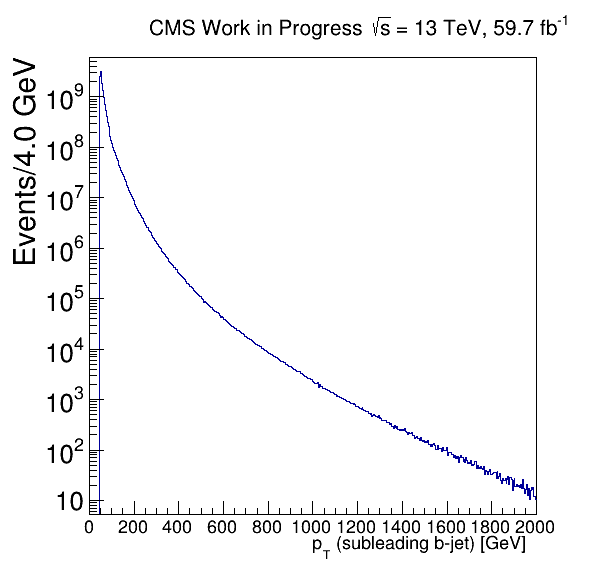 CMS Work in Progress √s = 13 TeV, 59.7 fb⁻¹
Events/4.0 GeV
10⁹
10⁸
10⁷
10⁶
10⁵
10⁴
10³
10²
10
0 200 400 600 800 1000 1200 1400 1600 1800 2000
p_T (subleading b-jet) [GeV]